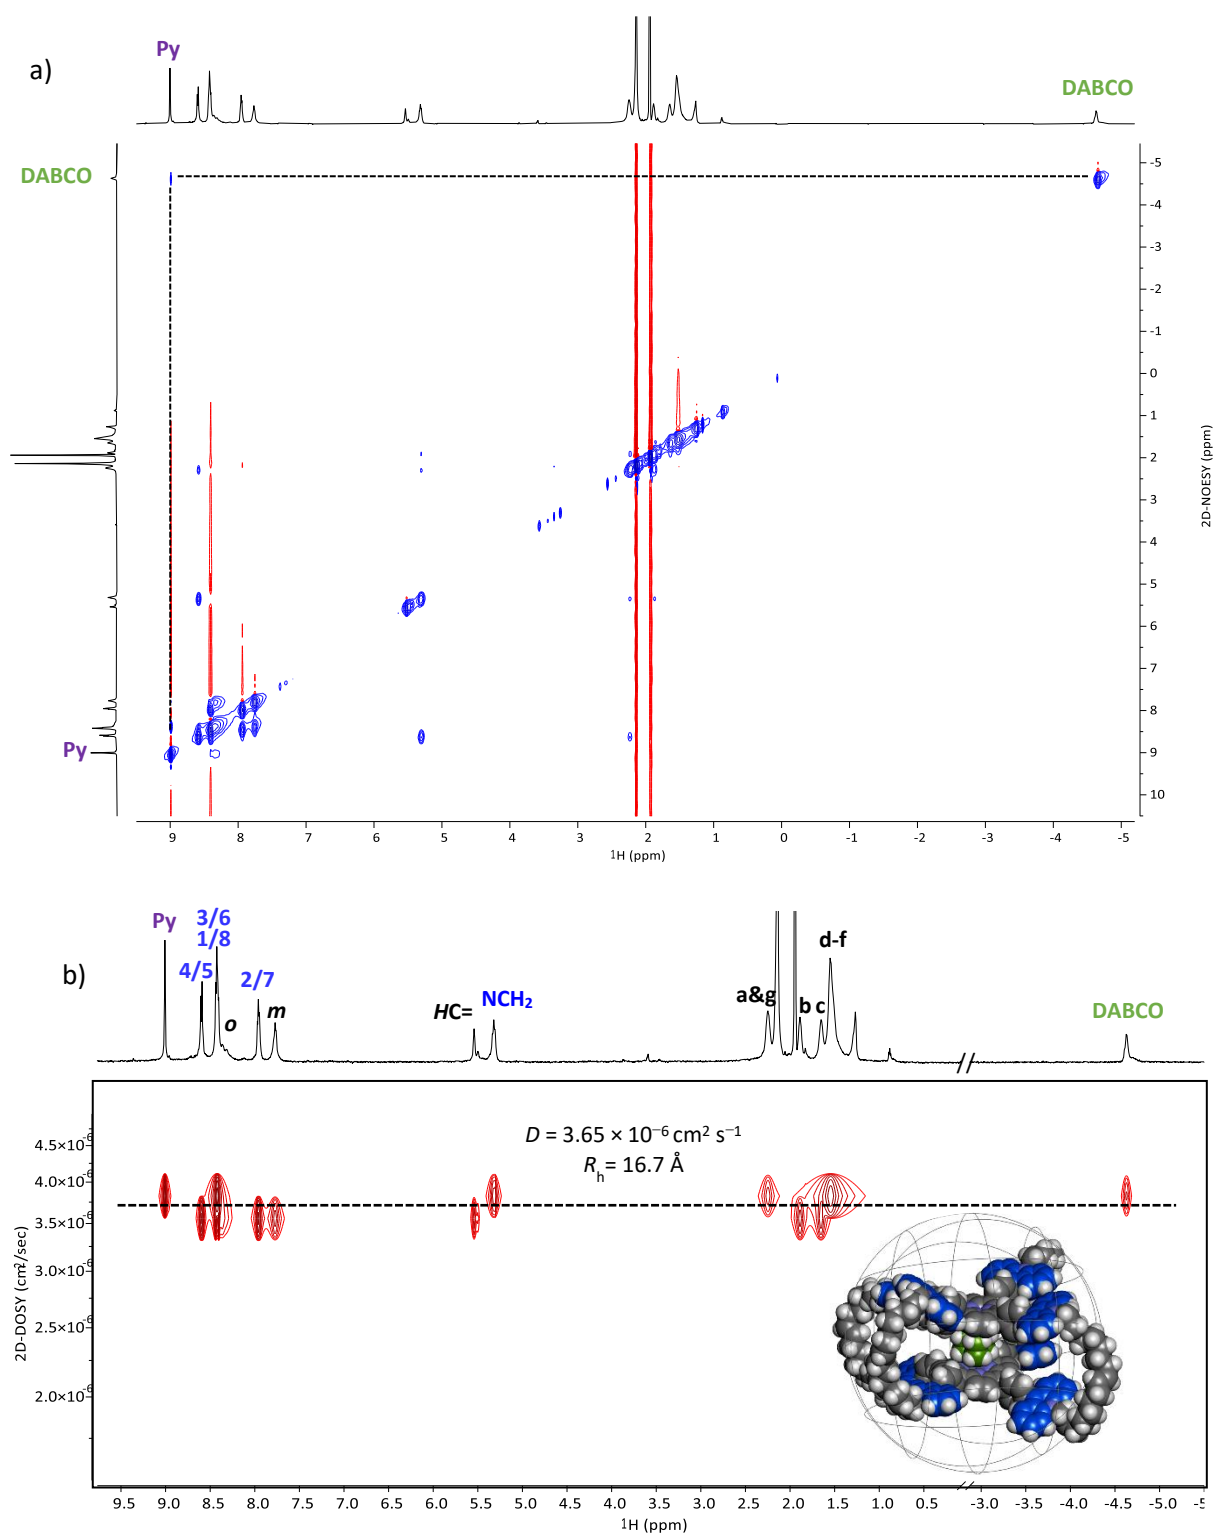 a)
Py
DABCO
DABCO
Py
-5
-4
-3
-2
-1
0
1
2
3
4
5
6
7
8
9
10
2D-NOESY (ppm)
9 8 7 6 5 4 3 2 1 0 -1 -2 -3 -4 -5
1H (ppm)
b)
Py
3/6
1/8
4/5
o
2/7
m
HC=
NCH2
a&g
b
c
d-f
DABCO
D = 3.65 × 10−6 cm2 s−1
Rh = 16.7 Å
4.5×10-6
4.0×10-6
3.5×10-6
3.0×10-6
2.5×10-6
2.0×10-6
2D-DOSY (cm2/sec)
9.5 9.0 8.5 8.0 7.5 7.0 6.5 6.0 5.5 5.0 4.5 4.0 3.5 3.0 2.5 2.0 1.5 1.0 0.5 -3.0 -3.5 -4.0 -4.5 -5.0
1H (ppm)